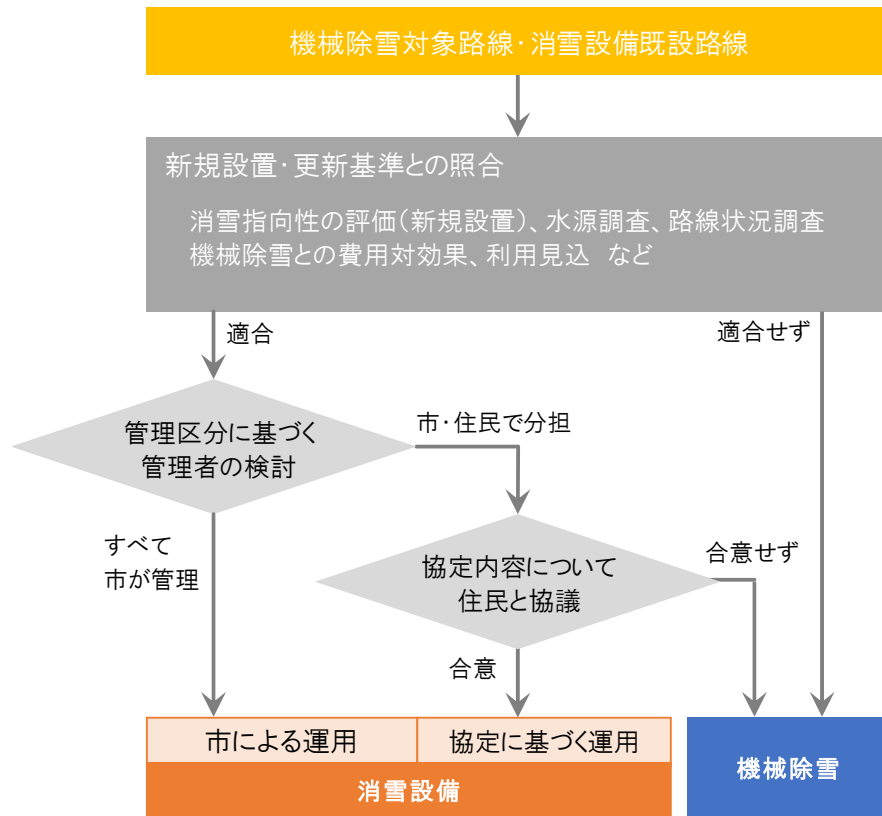 機械除雪対象路線・消雪設備既設路線
新規設置・更新基準との照合
消雪指向性の評価(新規設置)、水源調査、路線状況調査
機械除雪との費用対効果、利用見込　など
適合
適合せず
管理区分に基づく
管理者の検討
市・住民で分担
すべて
市が管理
協定内容について
住民と協議
合意せず
合意
市による運用
協定に基づく運用
消雪設備
機械除雪